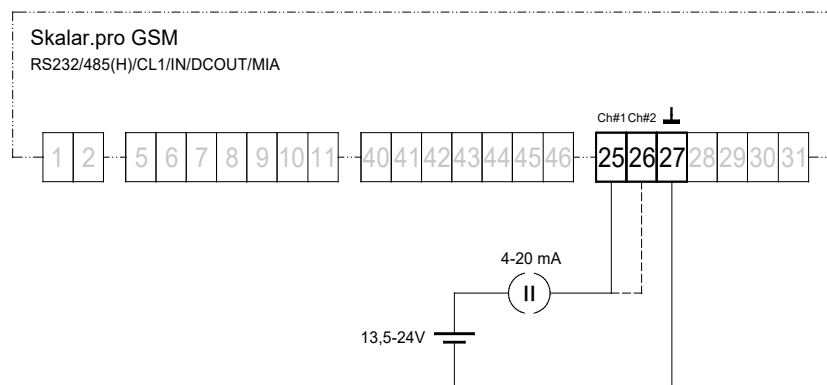 Skalar.pro GSM
RS232/485(H)/CL1/IN/DCOUT/MIA
Ch#1 Ch#2
1 2 5 6 7 8 9 10 11 40 41 42 43 44 45 46 25 26 27 28 29 30 31
4-20 mA
II
13,5-24V